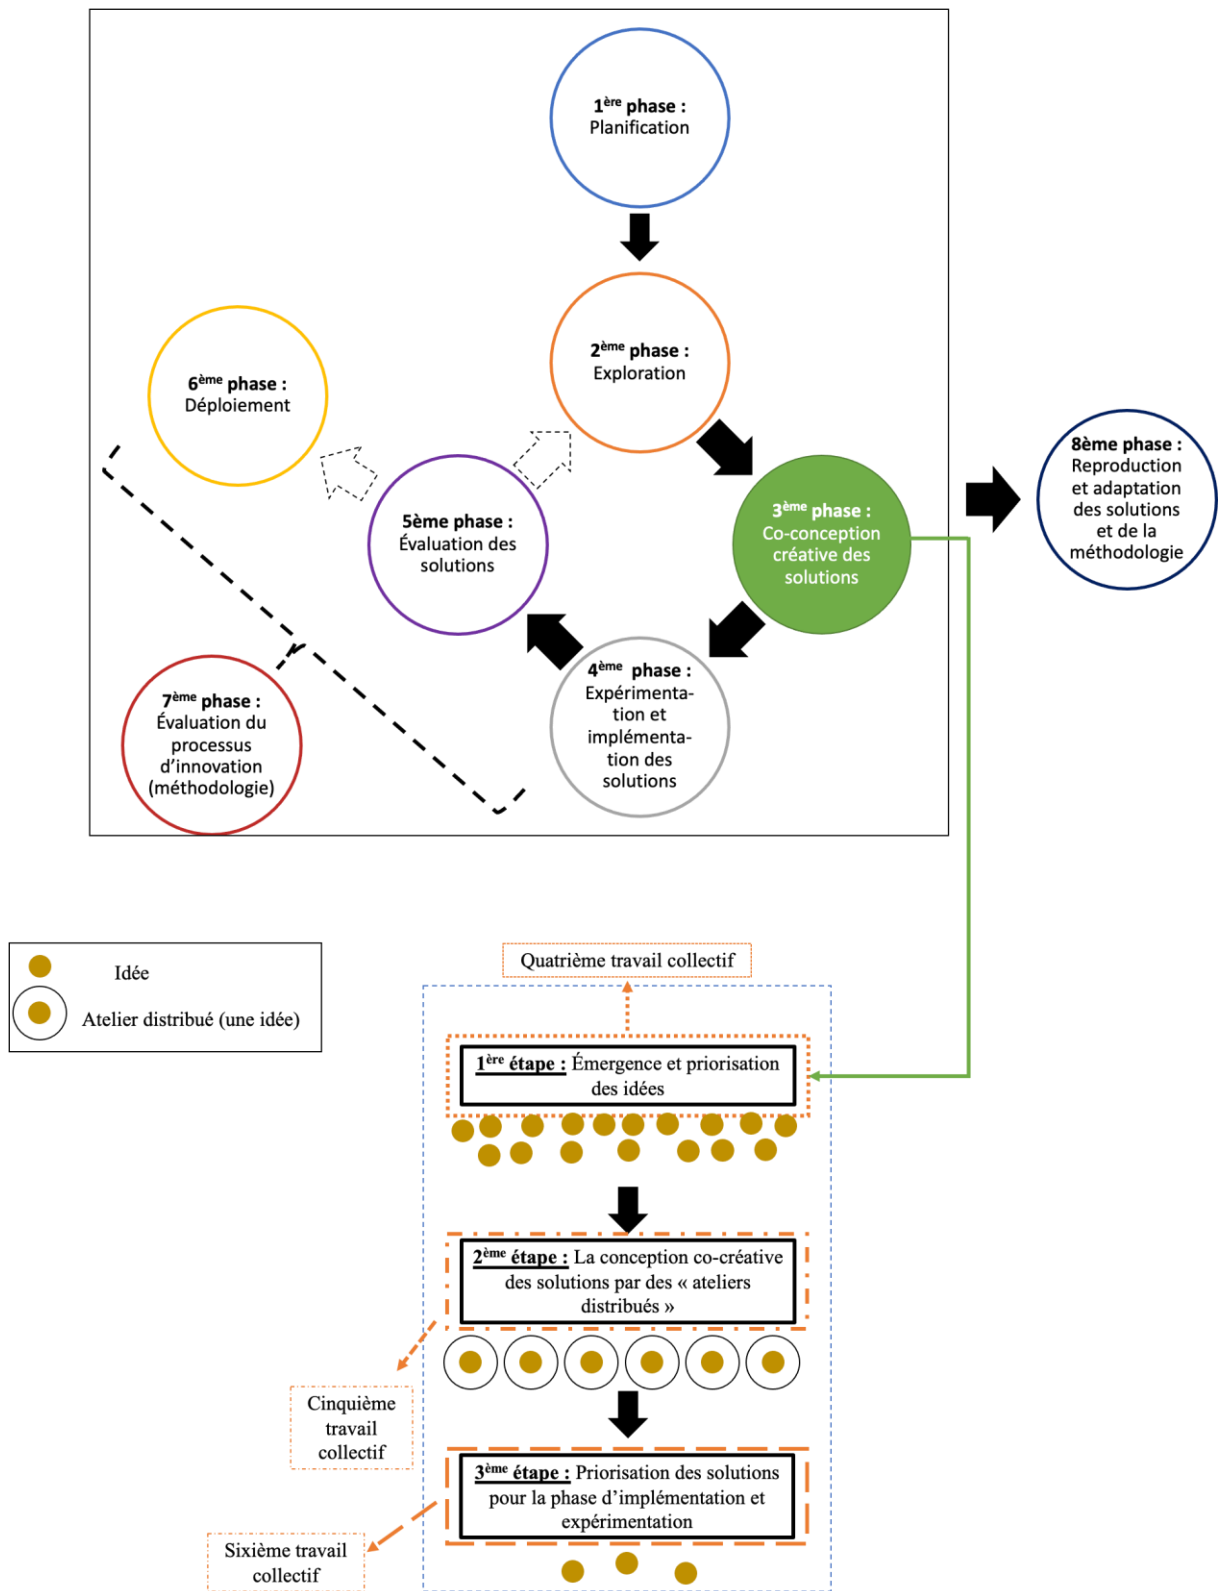 1ère phase :
Planification
2ème phase :
Exploration
6ème phase :
Déploiement
8ème phase :
Reproduction
et adaptation
des solutions
et de la
méthodologie
3ème phase :
Co-conception
créative des
solutions
5ème phase :
Évaluation des
solutions
4ème phase :
Expérimenta-
tion et
implémenta-
tion des
solutions
7ème phase :
Évaluation du
processus
d’innovation
(méthodologie)
Idée
Atelier distribué (une idée)
Quatrième travail collectif
1ère étape : Émergence et priorisation
des idées
2ème étape : La conception co-créative
des solutions par des « ateliers
distribués »
Cinquième
travail
collectif
3ème étape : Priorisation des solutions
pour la phase d’implémentation et
expérimentation
Sixième travail
collectif